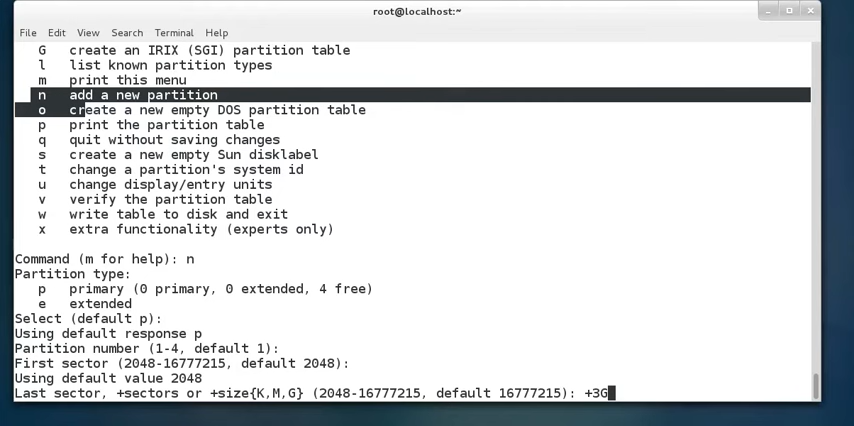 root@localhost:~
File Edit View Search Terminal Help
G create an IRIX (SGI) partition table
l list known partition types
m print this menu
n add a new partition
o create a new empty DOS partition table
p print the partition table
q quit without saving changes
s create a new empty Sun disklabel
t change a partition's system id
u change display/entry units
v verify the partition table
w write table to disk and exit
x extra functionality (experts only)
Command (m for help): n
Partition type:
p primary (0 primary, 0 extended, 4 free)
e extended
Select (default p):
Using default response p
Partition number (1-4, default 1):
First sector (2048-16777215, default 2048):
Using default value 2048
Last sector, +sectors or +size{K,M,G} (2048-16777215, default 16777215): +3G